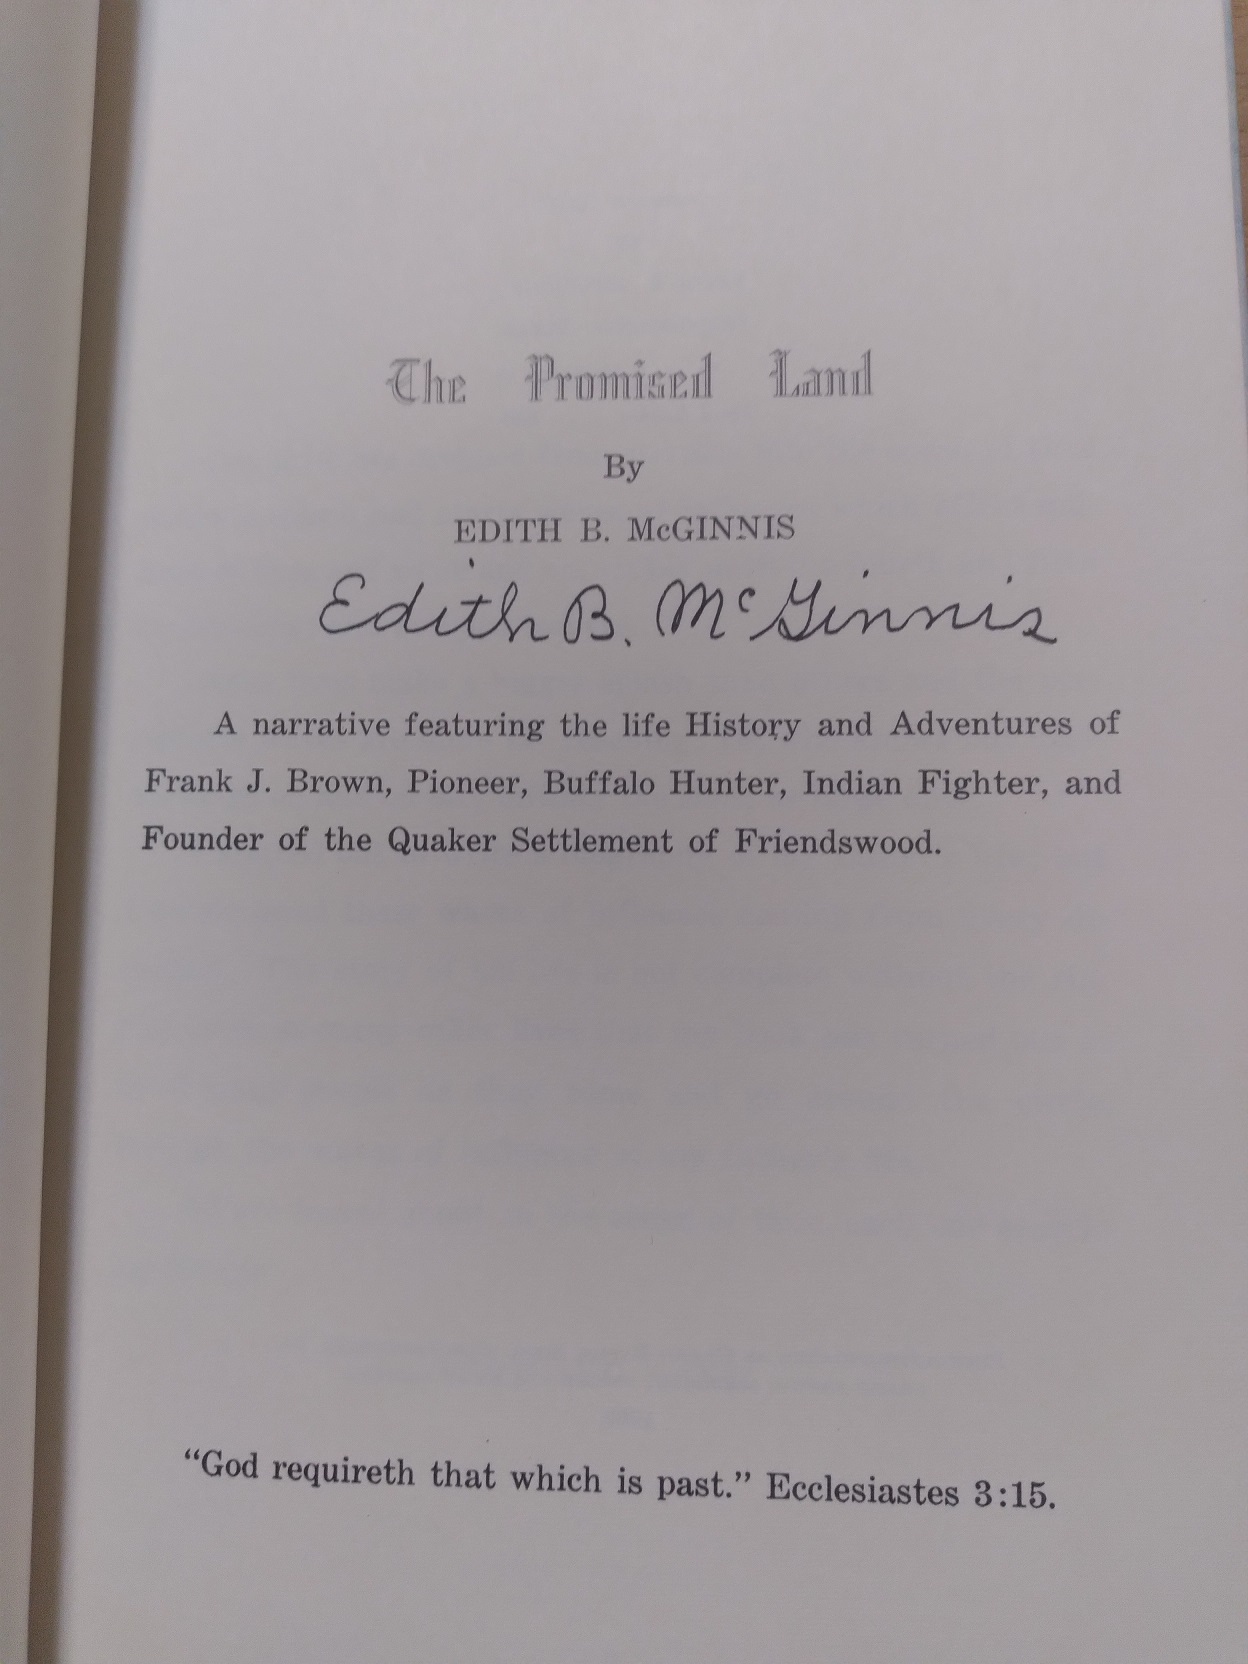 The Promised Land
By
EDITH B. McGINNIS
Edith B. McGinnis
A narrative featuring the life History and Adventures of
Frank J. Brown, Pioneer, Buffalo Hunter, Indian Fighter, and
Founder of the Quaker Settlement of Friendswood.
“God requireth that which is past.” Ecclesiastes 3:15.